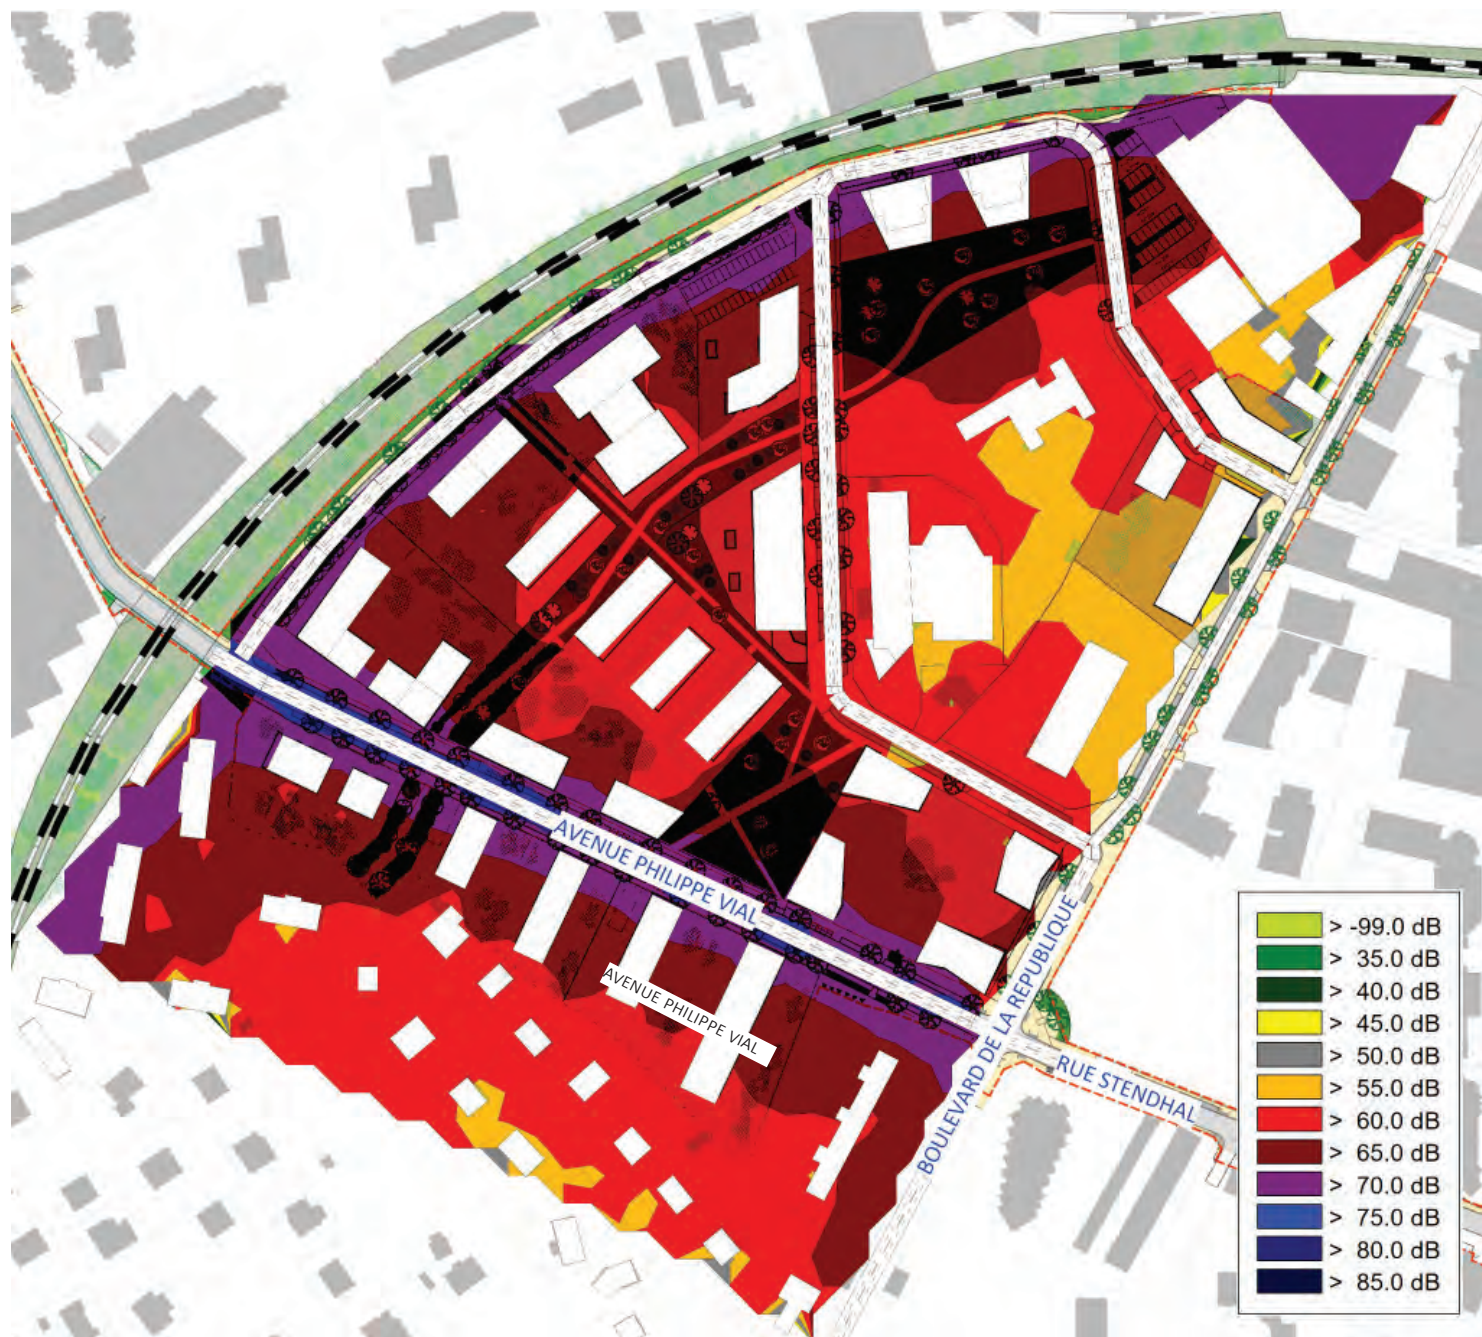 AVENUE PHILIPPE VIAL
AVENUE PHILIPPE VIAL
BOULEVARD DE LA REPUBLIQUE
RUE STENDHAL
> -99.0 dB
> 35.0 dB
> 40.0 dB
> 45.0 dB
> 50.0 dB
> 55.0 dB
> 60.0 dB
> 65.0 dB
> 70.0 dB
> 75.0 dB
> 80.0 dB
> 85.0 dB